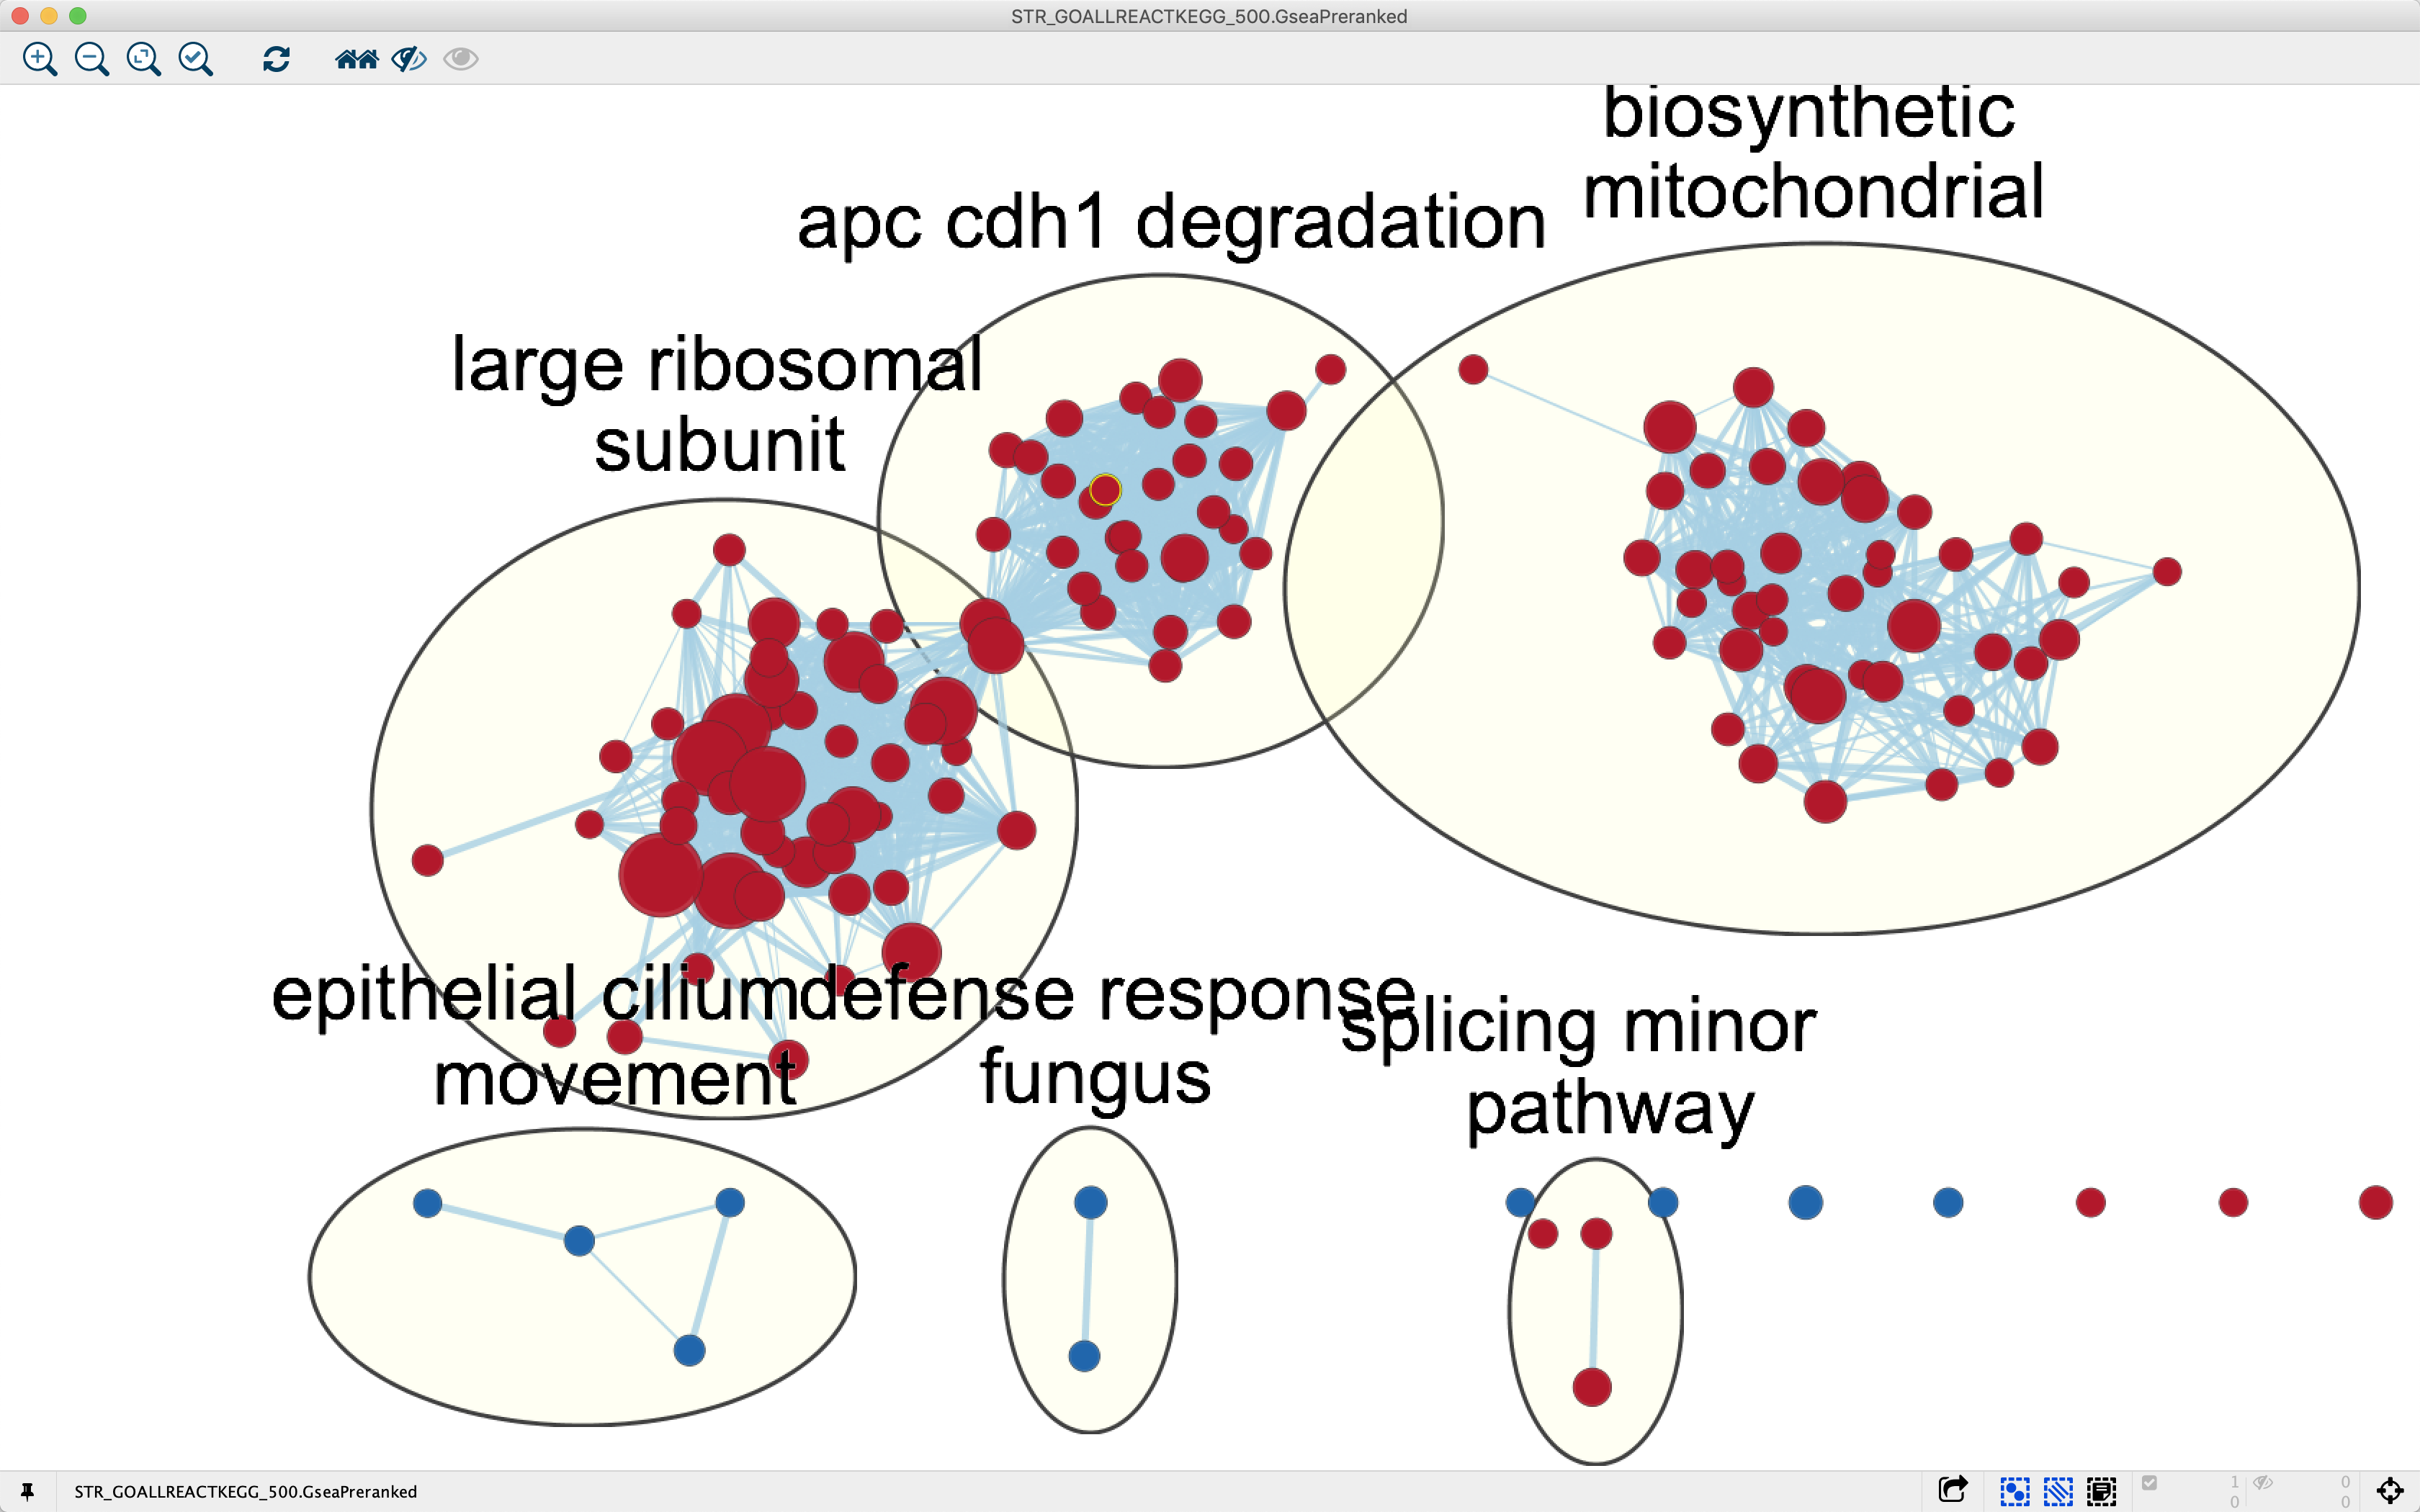 STR_GOALLREACTKEGG_500.GseaPreranked
biosynthetic
mitochondrial
apc cdh1 degradation
large ribosomal
subunit
epithelial cilium
movement
defense response
fungus
splicing minor
pathway
STR_GOALLREACTKEGG_500.GseaPreranked
1 0
0 0